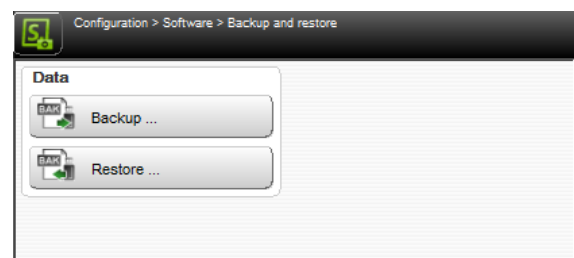 Configuration > Software > Backup and restore
Data
BAK
Backup ...
BAK
Restore ...